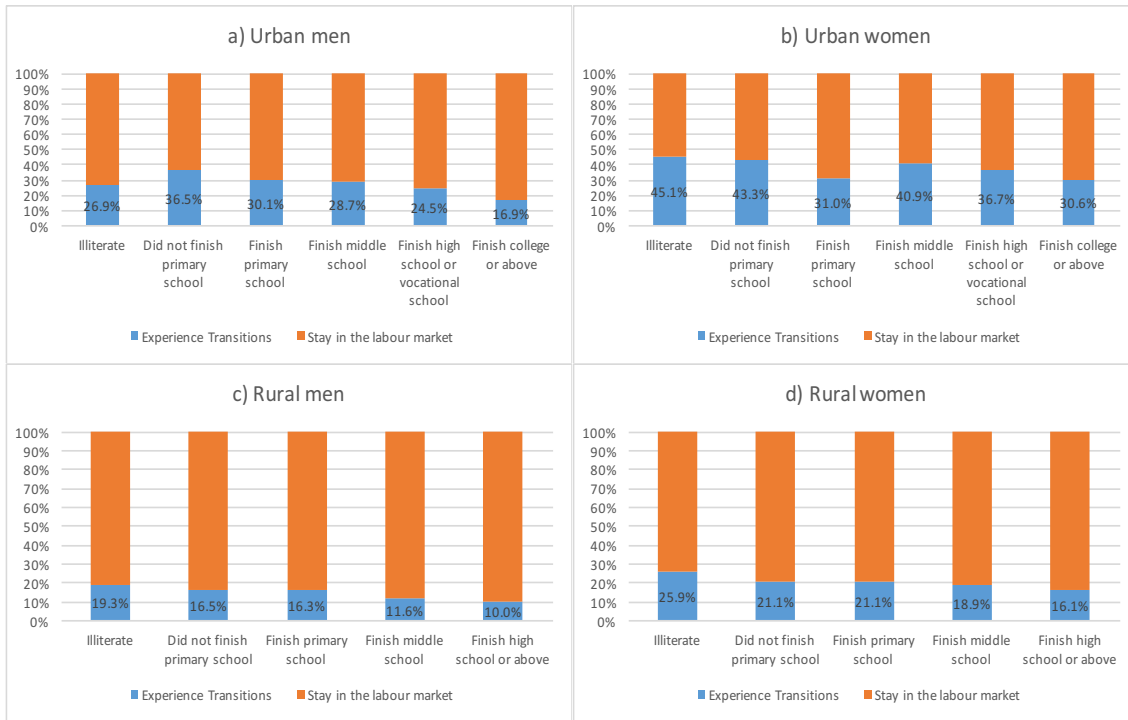 a) Urban men
100%
90%
80%
70%
60%
50%
40%
30%
20%
10%
0%
26.9% 36.5% 30.1% 28.7% 24.5% 16.9%
Illiterate Did not finish Finish Finish middle Finish high Finish college
primary primary school school or or above
school school vocational
school
Experience Transitions Stay in the labour market
b) Urban women
100%
90%
80%
70%
60%
50%
40%
30%
20%
10%
0%
45.1% 43.3% 31.0% 40.9% 36.7% 30.6%
Illiterate Did not finish Finish Finish middle Finish high Finish college
primary primary school school or or above
school school vocational
school
Experience Transitions Stay in the labour market
c) Rural men
100%
90%
80%
70%
60%
50%
40%
30%
20%
10%
0%
19.3% 16.5% 16.3% 11.6% 10.0%
Illiterate Did not finish Finish primary Finish middle Finish high
primary school school school school or above
Experience Transitions Stay in the labour market
d) Rural women
100%
90%
80%
70%
60%
50%
40%
30%
20%
10%
0%
25.9% 21.1% 21.1% 18.9% 16.1%
Illiterate Did not finish Finish primary Finish middle Finish high
primary school school school school or above
Experience Transitions Stay in the labour market